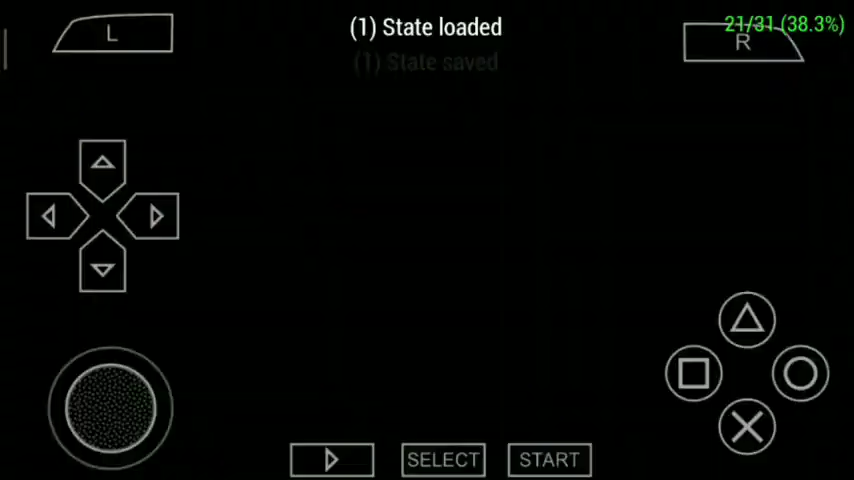 (1) State loaded
21/31 (38.3%)
L
R
(1) State saved
SELECT
START